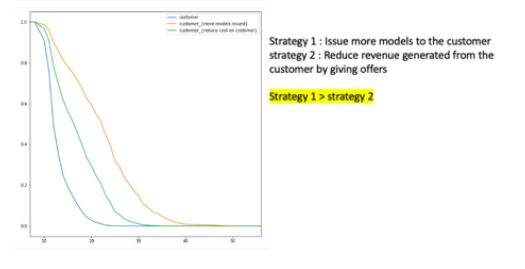 customer
customer_(more models issued)
customer_(reduce cost on customer)
1.0
0.8
0.6
0.4
0.2
0.0
10
20
30
40
50
Strategy 1 : Issue more models to the customer
strategy 2 : Reduce revenue generated from the
customer by giving offers
Strategy 1 > strategy 2